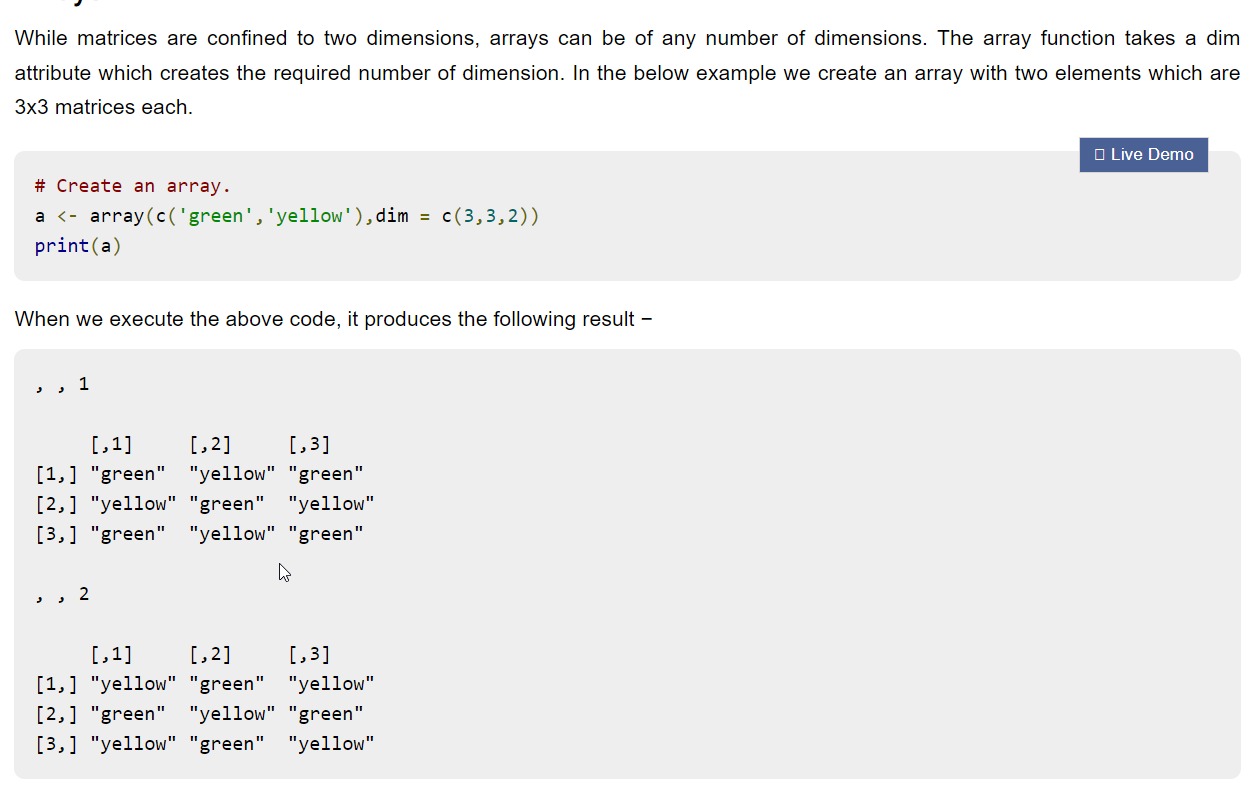 While matrices are confined to two dimensions, arrays can be of any number of dimensions. The array function takes a dim
attribute which creates the required number of dimension. In the below example we create an array with two elements which are
3x3 matrices each.
Live Demo
# Create an array.
a <- array(c('green','yellow'),dim = c(3,3,2))
print(a)
When we execute the above code, it produces the following result −
, , 1
[,1] [,2] [,3]
[1,] "green" "yellow" "green"
[2,] "yellow" "green" "yellow"
[3,] "green" "yellow" "green"
, , 2
[,1] [,2] [,3]
[1,] "yellow" "green" "yellow"
[2,] "green" "yellow" "green"
[3,] "yellow" "green" "yellow"